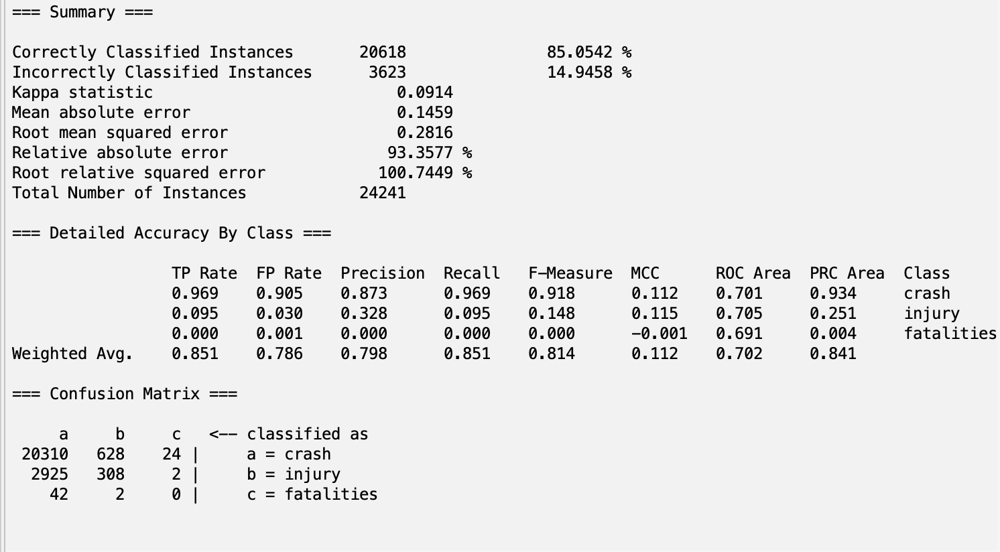 === Summary ===
Correctly Classified Instances 20618 85.0542 %
Incorrectly Classified Instances 3623 14.9458 %
Kappa statistic 0.0914
Mean absolute error 0.1459
Root mean squared error 0.2816
Relative absolute error 93.3577 %
Root relative squared error 100.7449 %
Total Number of Instances 24241
=== Detailed Accuracy By Class ===
TP Rate FP Rate Precision Recall F-Measure MCC ROC Area PRC Area Class
0.969 0.905 0.873 0.969 0.918 0.112 0.701 0.934 crash
0.095 0.030 0.328 0.095 0.148 0.115 0.705 0.251 injury
0.000 0.001 0.000 0.000 0.000 -0.001 0.691 0.004 fatalities
Weighted Avg. 0.851 0.786 0.798 0.851 0.814 0.112 0.702 0.841
=== Confusion Matrix ===
a b c <-- classified as
20310 628 24 | a = crash
2925 308 2 | b = injury
42 2 0 | c = fatalities